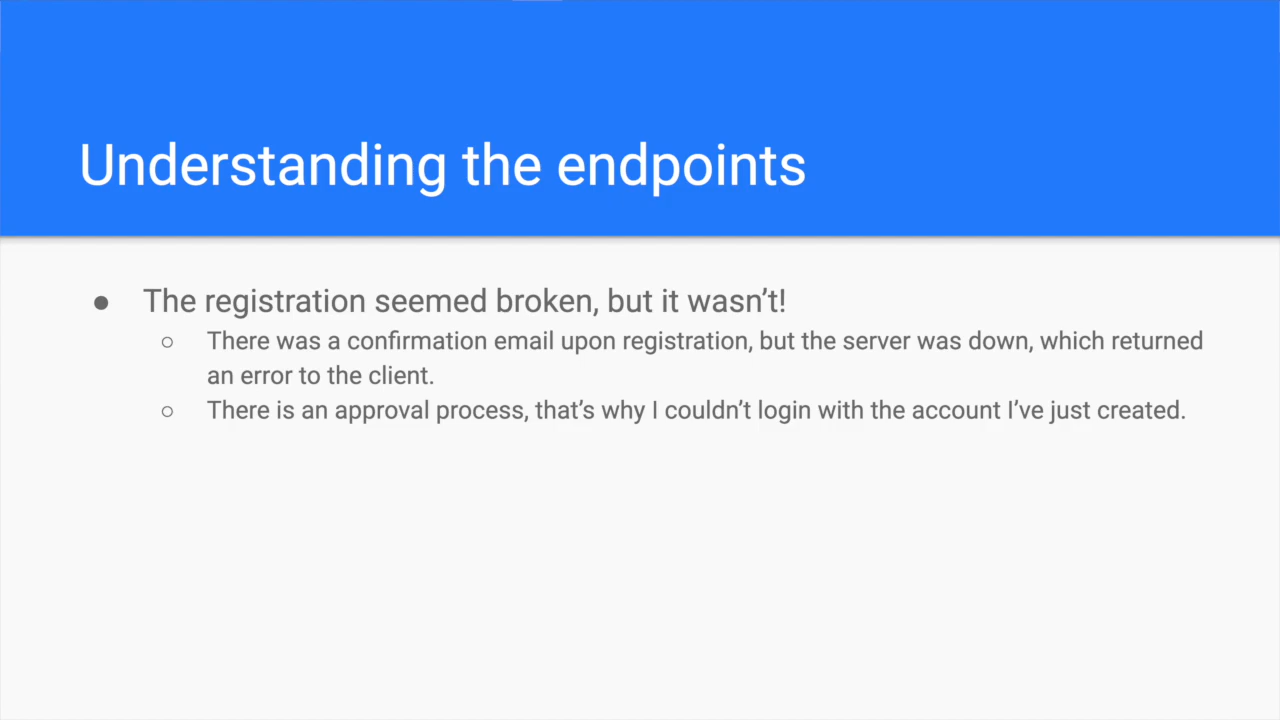 Understanding the endpoints
● The registration seemed broken, but it wasn’t!
○ There was a confirmation email upon registration, but the server was down, which returned
an error to the client.
○ There is an approval process, that’s why I couldn’t login with the account I’ve just created.